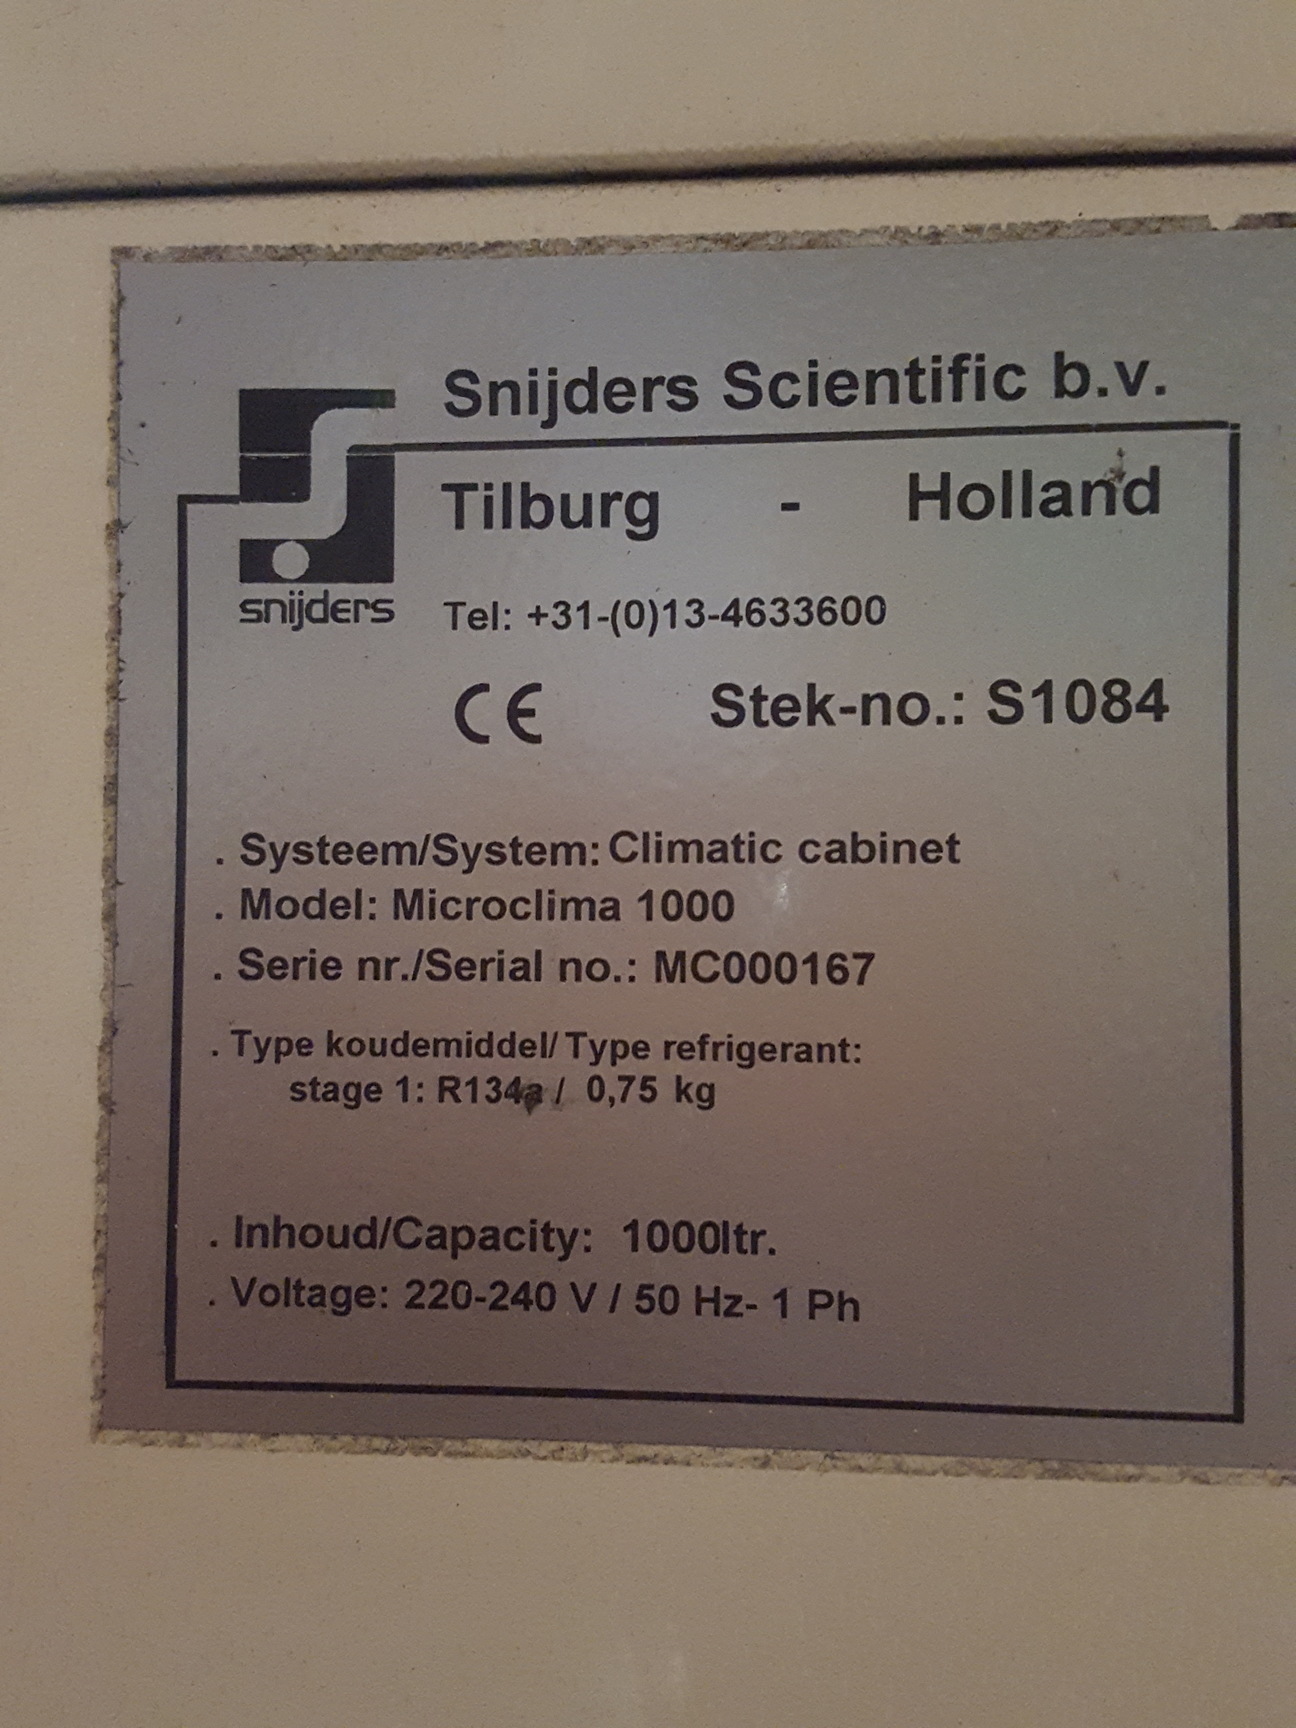 Snijders Scientific b.v.
Tilburg - Holland
snijders
Tel: +31-(0)13-4633600
CE Stek-no.: S1084
. Systeem/System: Climatic cabinet
. Model: Microclima 1000
. Serie nr./Serial no.: MC000167
. Type koudemiddel/ Type refrigerant:
stage 1: R134a / 0,75 kg
. Inhoud/Capacity: 1000ltr.
. Voltage: 220-240 V / 50 Hz- 1 Ph